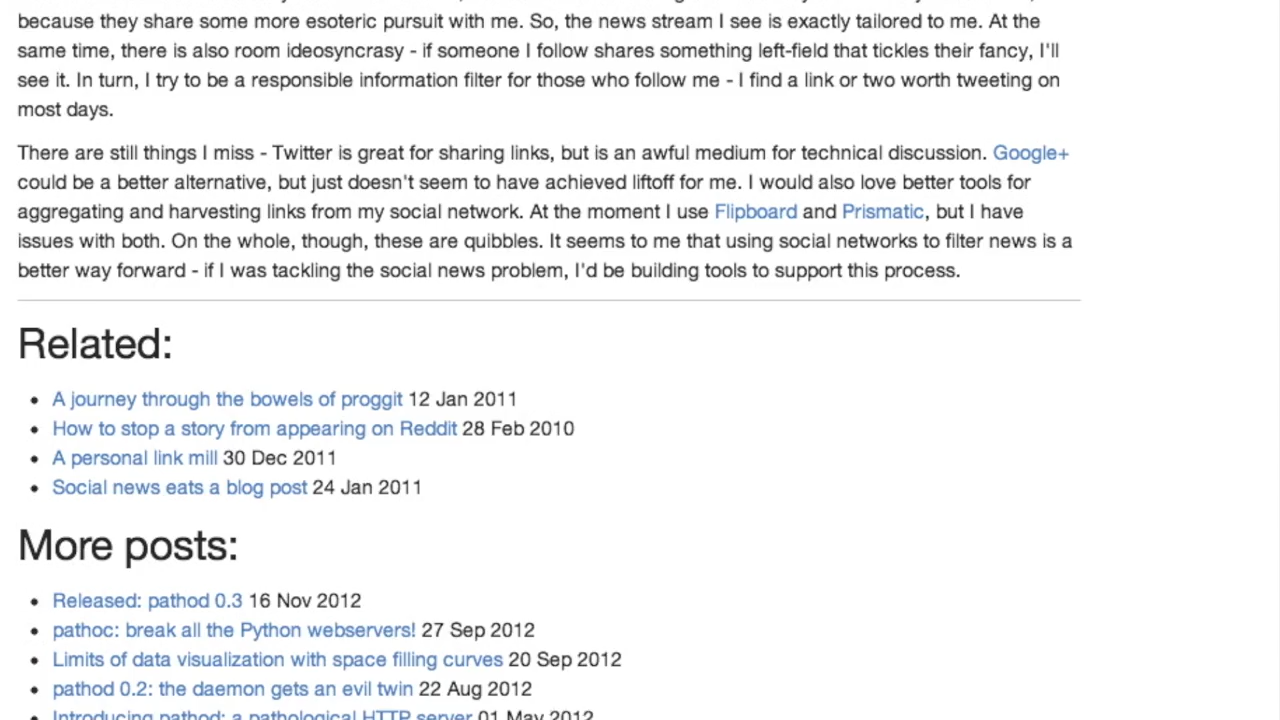 because they share some more esoteric pursuit with me. So, the news stream I see is exactly tailored to me. At the
same time, there is also room ideosyncrasy - if someone I follow shares something left-field that tickles their fancy, I'll
see it. In turn, I try to be a responsible information filter for those who follow me - I find a link or two worth tweeting on
most days.
There are still things I miss - Twitter is great for sharing links, but is an awful medium for technical discussion. Google+
could be a better alternative, but just doesn't seem to have achieved liftoff for me. I would also love better tools for
aggregating and harvesting links from my social network. At the moment I use Flipboard and Prismatic, but I have
issues with both. On the whole, though, these are quibbles. It seems to me that using social networks to filter news is a
better way forward - if I was tackling the social news problem, I'd be building tools to support this process.
Related:
A journey through the bowels of proggit 12 Jan 2011
How to stop a story from appearing on Reddit 28 Feb 2010
A personal link mill 30 Dec 2011
Social news eats a blog post 24 Jan 2011
More posts:
Released: pathod 0.3 16 Nov 2012
pathoc: break all the Python webservers! 27 Sep 2012
Limits of data visualization with space filling curves 20 Sep 2012
pathod 0.2: the daemon gets an evil twin 22 Aug 2012
Introducing pathod: a pathological HTTP server 01 May 2012